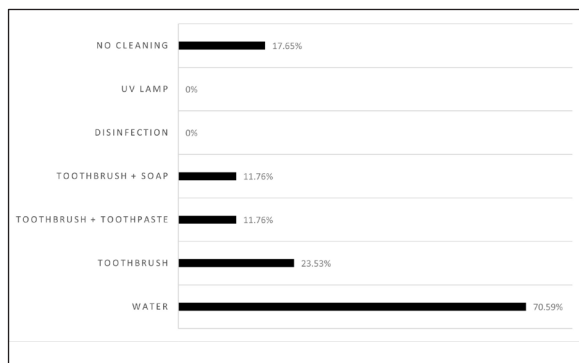 NO CLEANING 17.65%
UV LAMP 0%
DISINFECTION 0%
TOOTHBRUSH + SOAP 11.76%
TOOTHBRUSH + TOOTHPASTE 11.76%
TOOTHBRUSH 23.53%
WATER 70.59%